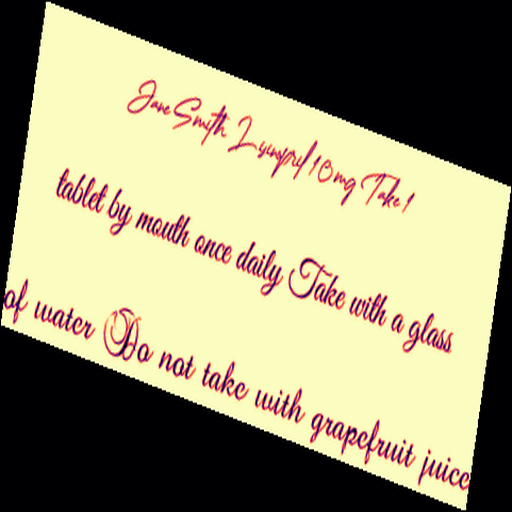 Jane Smith Lisinopril 10mg Take 1
tablet by mouth once daily Take with a glass
of water Do not take with grapefruit juice